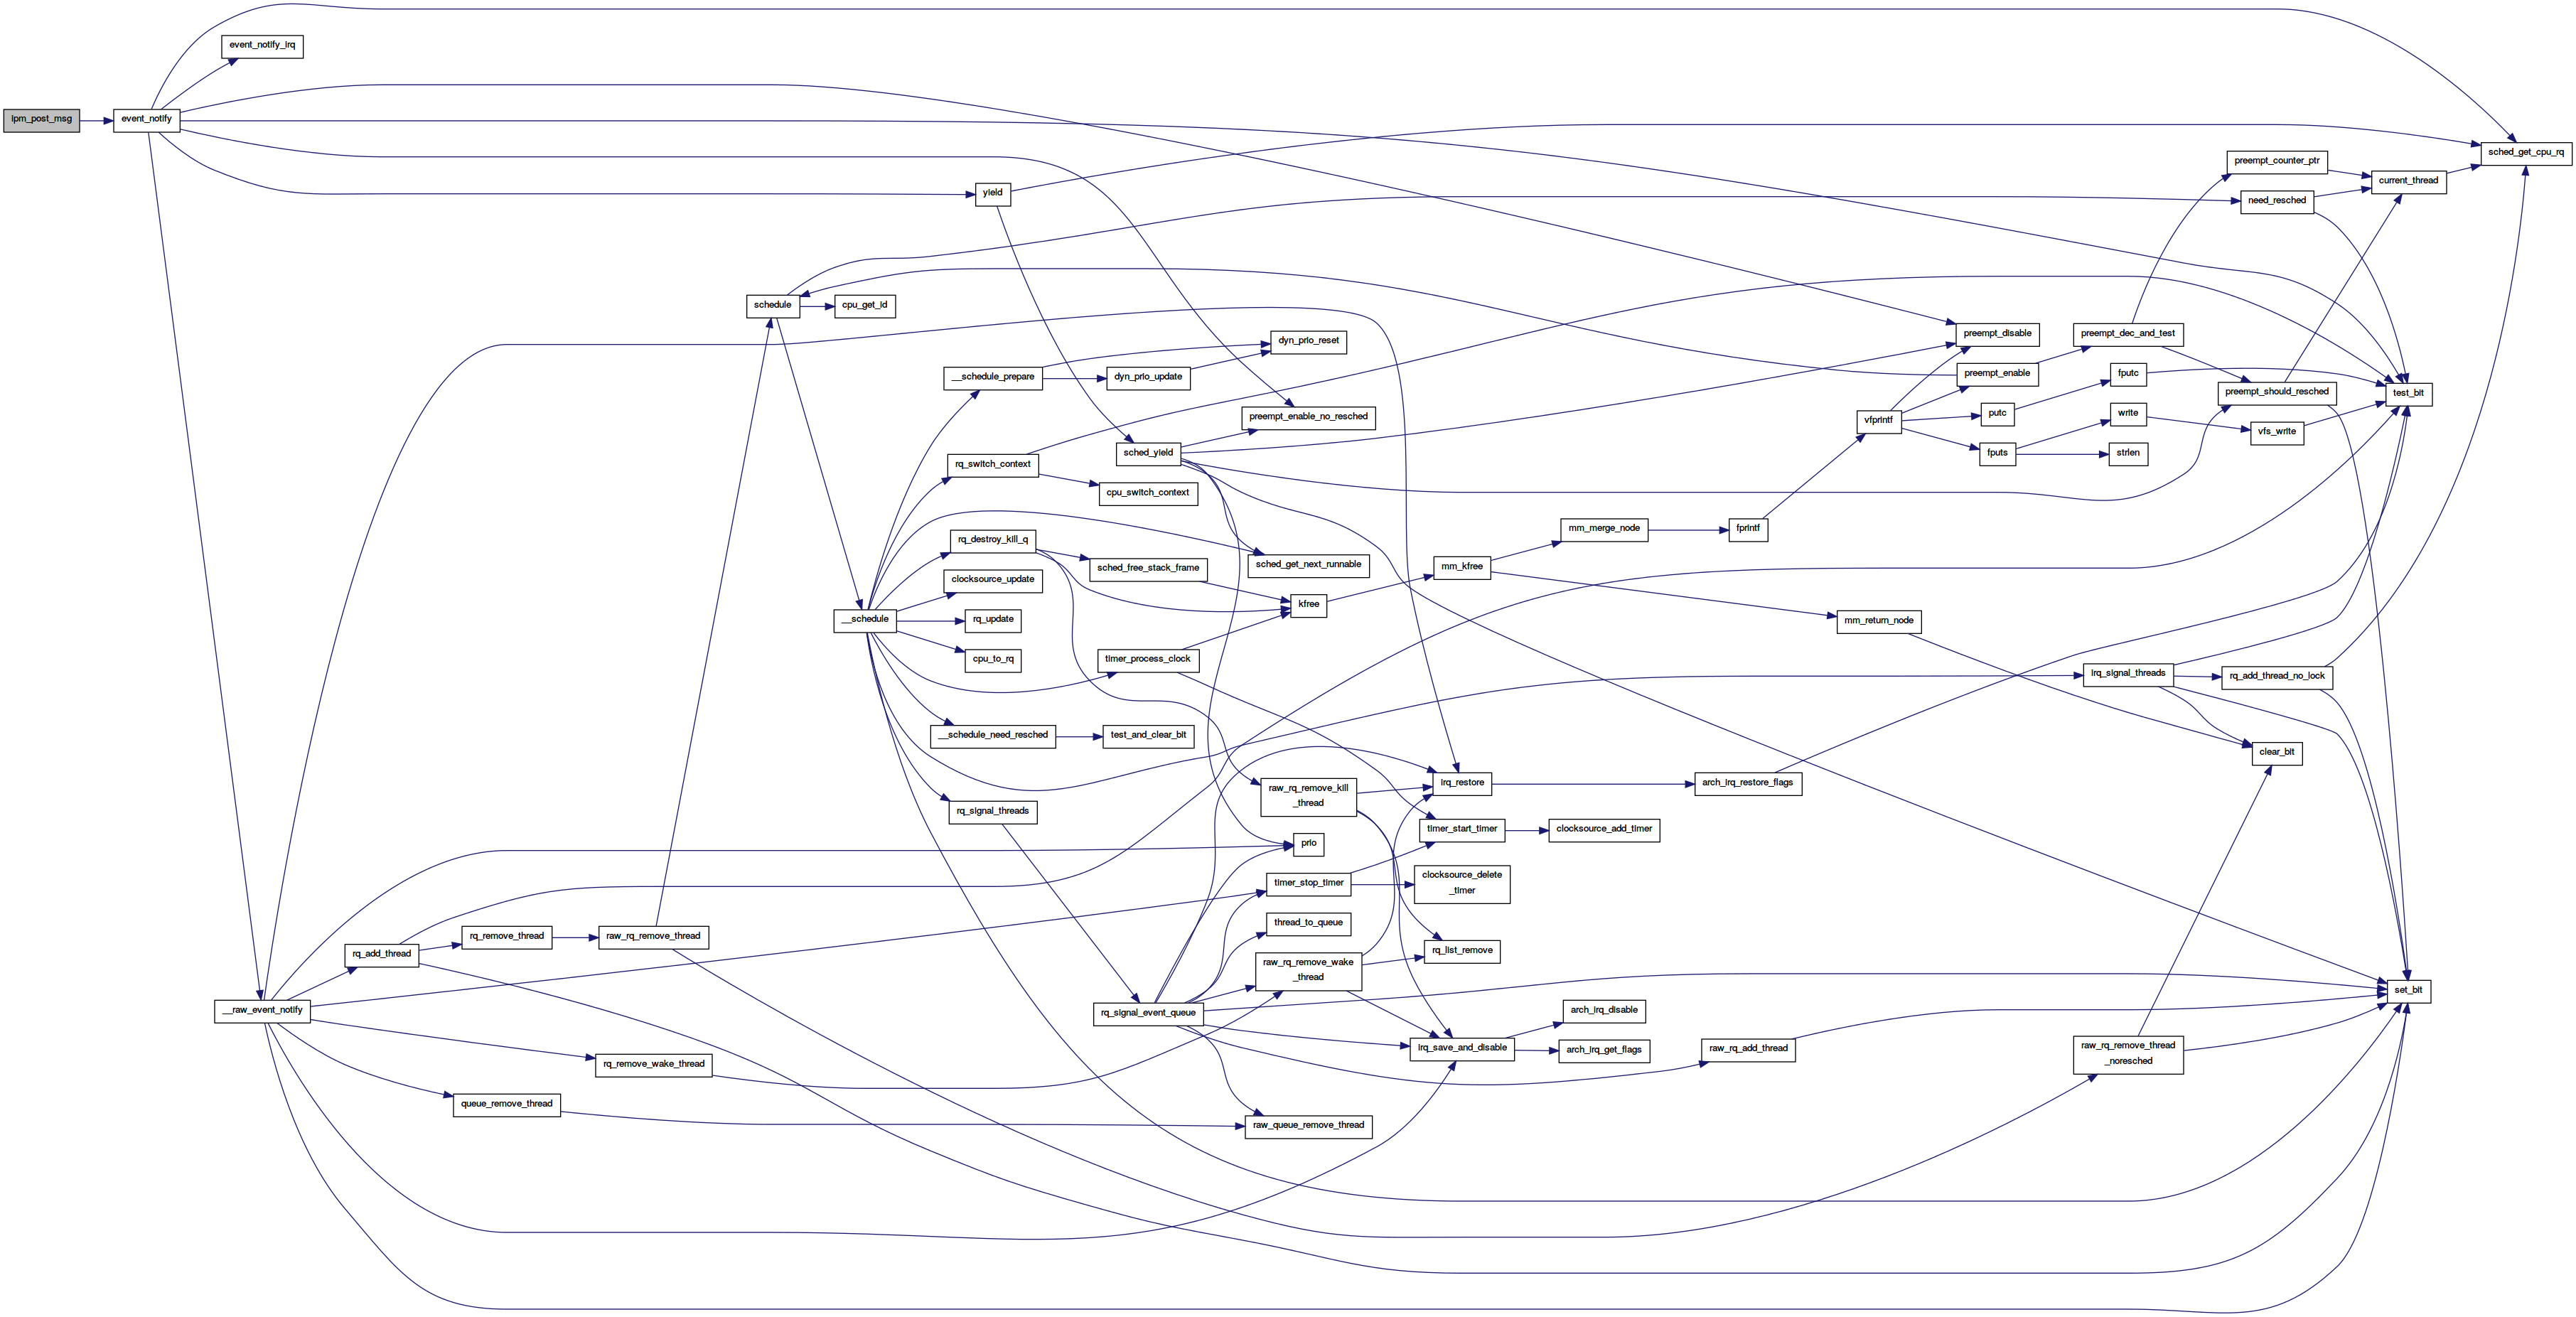 ipm_post_msg
event_notify
event_notify_irq
__raw_event_notify
rq_add_thread
rq_remove_thread
queue_remove_thread
raw_rq_remove_thread
rq_remove_wake_thread
schedule
cpu_get_id
__schedule
yield
__schedule_prepare
rq_switch_context
rq_destroy_kill_q
clocksource_update
rq_update
cpu_to_rq
__schedule_need_resched
rq_signal_threads
dyn_prio_update
sched_yield
cpu_switch_context
sched_free_stack_frame
timer_process_clock
test_and_clear_bit
rq_signal_event_queue
dyn_prio_reset
preempt_enable_no_resched
sched_get_next_runnable
kfree
raw_rq_remove_kill
_thread
prio
timer_stop_timer
thread_to_queue
raw_rq_remove_wake
_thread
raw_queue_remove_thread
mm_kfree
irq_restore
timer_start_timer
clocksource_delete
_timer
rq_list_remove
irq_save_and_disable
mm_merge_node
clocksource_add_timer
arch_irq_disable
arch_irq_get_flags
fprintf
arch_irq_restore_flags
raw_rq_add_thread
vfprintf
mm_return_node
preempt_disable
preempt_enable
putc
fputs
preempt_dec_and_test
fputc
write
strlen
irq_signal_threads
raw_rq_remove_thread
_noresched
preempt_counter_ptr
need_resched
preempt_should_resched
vfs_write
rq_add_thread_no_lock
clear_bit
current_thread
test_bit
set_bit
sched_get_cpu_rq